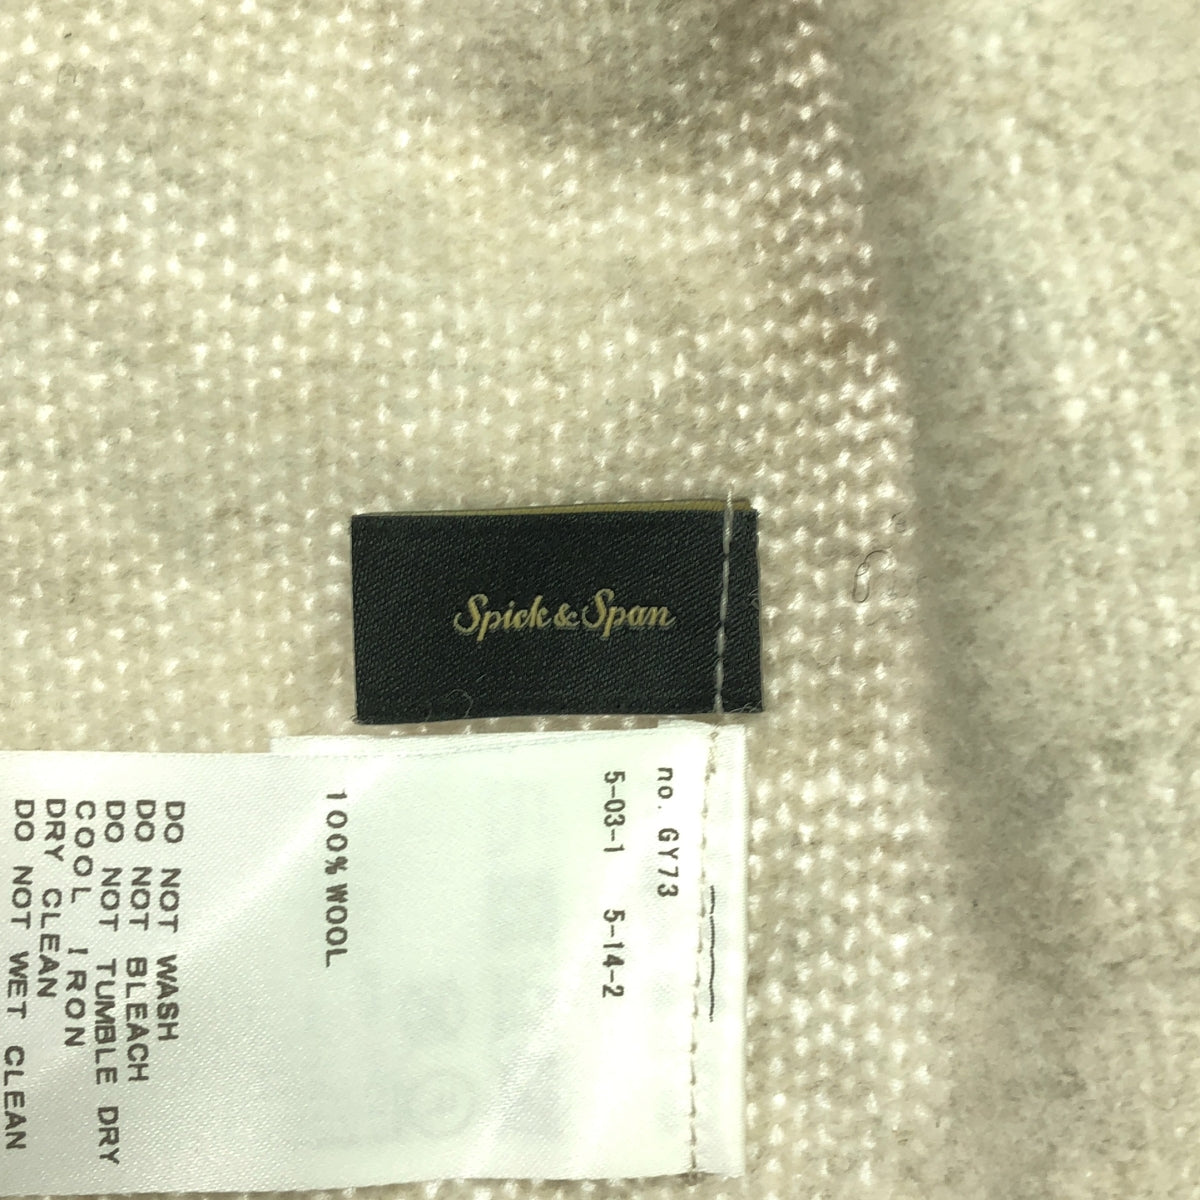 Spick & Span
no. GY73
5-03-1 5-14-2
100% WOOL
DO NOT WASH
DO NOT BLEACH
DO NOT TUMBLE DRY
COOL IRON
DRY CLEAN
DO NOT WET CLEAN